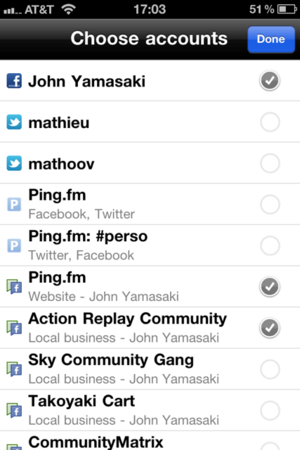 AT&T 17:03 51 %
Choose accounts Done
John Yamasaki
mathieu
mathoov
Ping.fm
Facebook, Twitter
Ping.fm: #perso
Twitter, Facebook
Ping.fm
Website - John Yamasaki
Action Replay Community
Local business - John Yamasaki
Sky Community Gang
Local business - John Yamasaki
Takoyaki Cart
Local business - John Yamasaki
CommunityMatrix